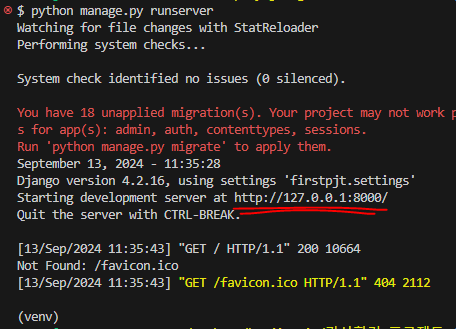 $ python manage.py runserver
Watching for file changes with StatReloader
Performing system checks...
System check identified no issues (0 silenced).
You have 18 unapplied migration(s). Your project may not work p
s for app(s): admin, auth, contenttypes, sessions.
Run 'python manage.py migrate' to apply them.
September 13, 2024 - 11:35:28
Django version 4.2.16, using settings 'firstpjt.settings'
Starting development server at http://127.0.0.1:8000/
Quit the server with CTRL-BREAK.
[13/Sep/2024 11:35:43] "GET / HTTP/1.1" 200 10664
Not Found: /favicon.ico
[13/Sep/2024 11:35:43] "GET /favicon.ico HTTP/1.1" 404 2112
(venv)